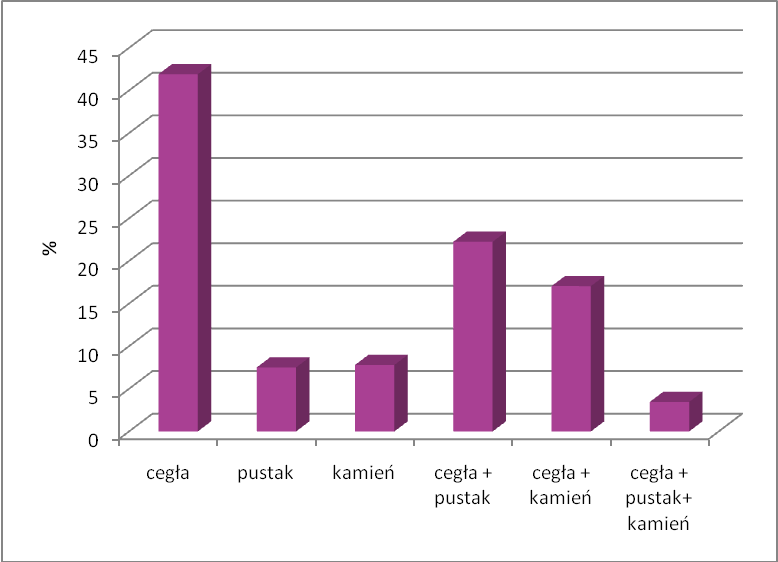 45
40
35
30
25
20
15
10
5
0
%
cegła
pustak
kamień
cegła +
pustak
cegła +
kamień
cegła +
pustak+
kamień